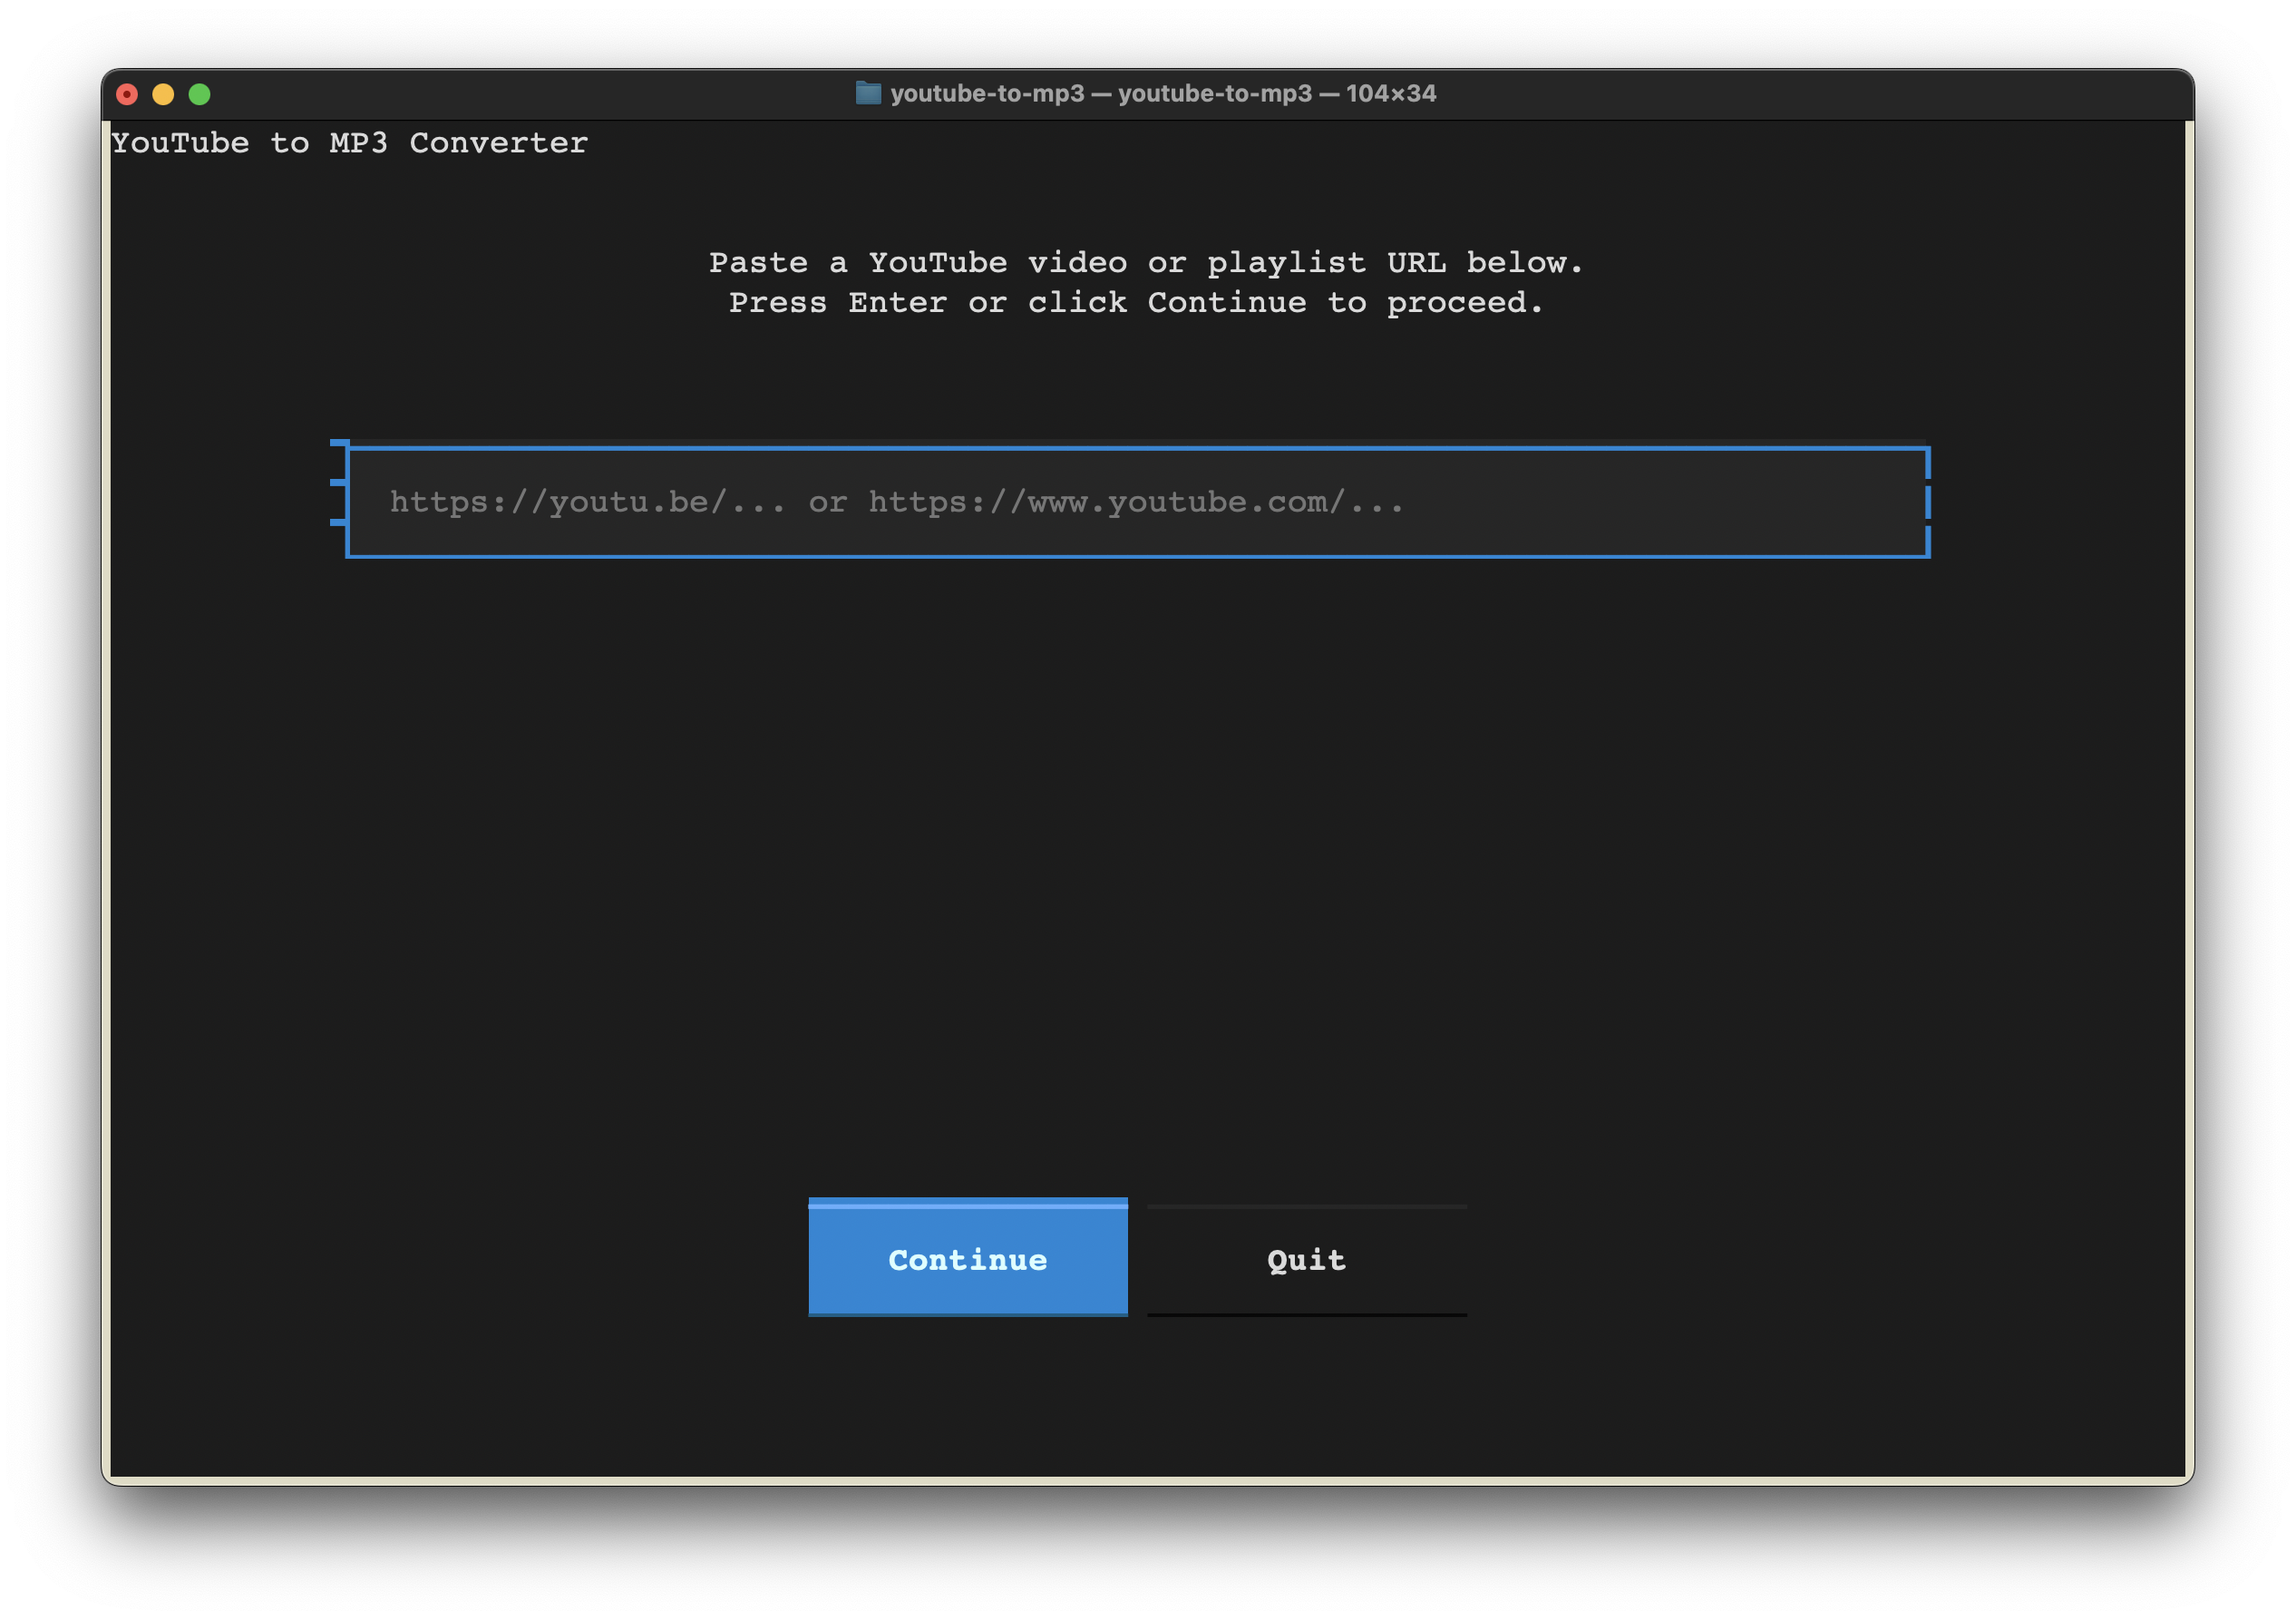 youtube-to-mp3 — youtube-to-mp3 — 104×34
YouTube to MP3 Converter
Paste a YouTube video or playlist URL below.
Press Enter or click Continue to proceed.
https://youtu.be/... or https://www.youtube.com/...
Continue Quit